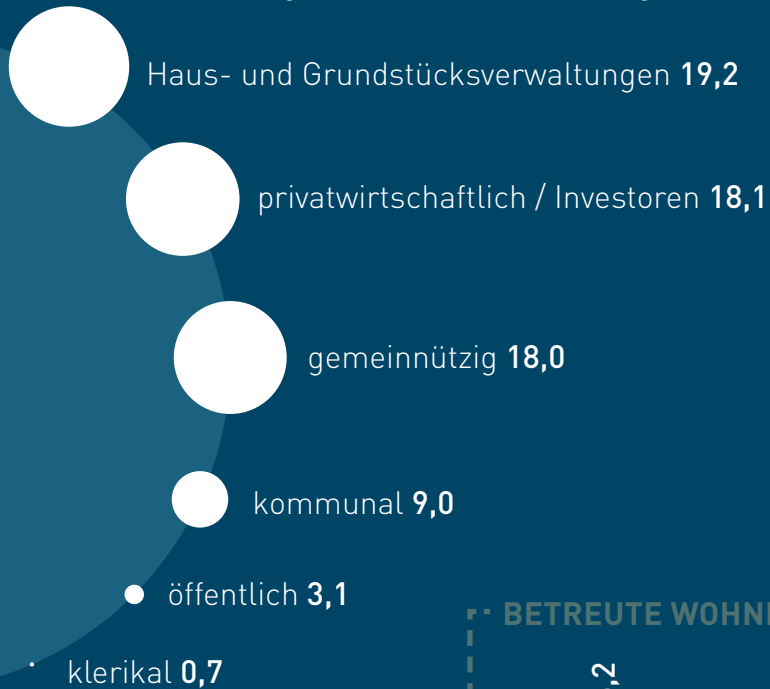 Haus- und Grundstücksverwaltungen 19,2
privatwirtschaftlich / Investoren 18,1
gemeinnützig 18,0
kommunal 9,0
öffentlich 3,1
klerikal 0,7
BETREUTE